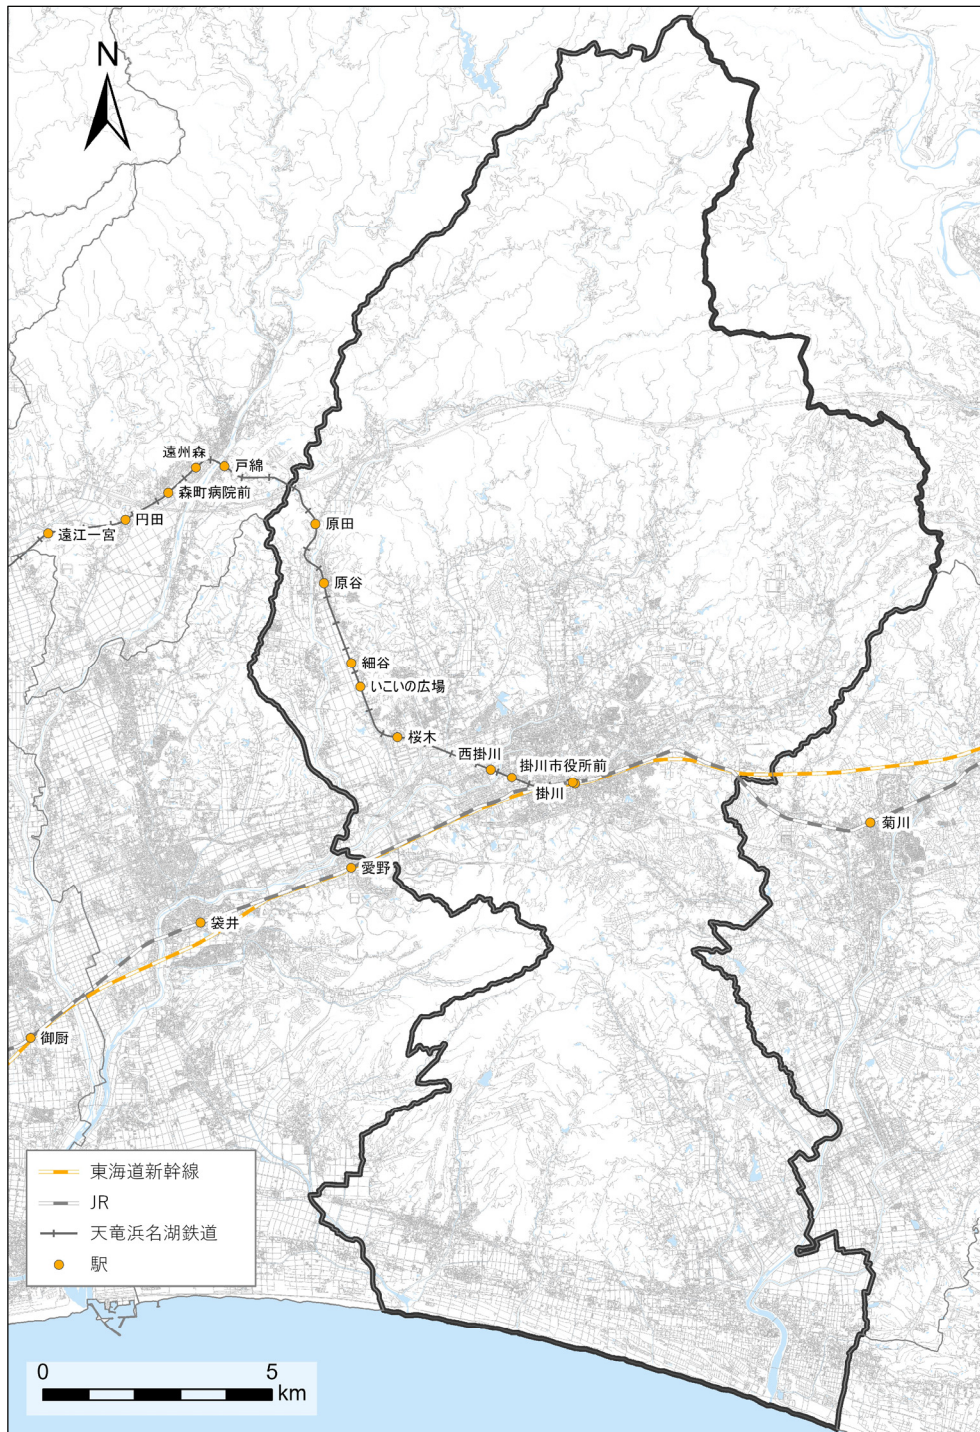 N
遠州森
戸綿
森町病院前
円田
遠江一宮
原田
原谷
細谷
いこいの広場
桜木
西掛川
掛川市役所前
掛川
菊川
愛野
袋井
御厨
東海道新幹線
JR
天竜浜名湖鉄道
駅
0 5
km